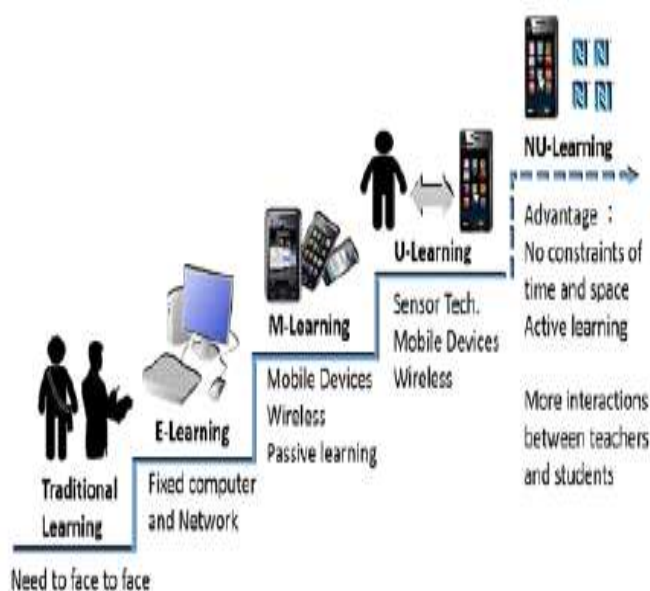 Traditional
Learning
Need to face to face
E-Learning
Fixed computer
and Network
M-Learning
Mobile Devices
Wireless
Passive learning
U-Learning
Sensor Tech.
Mobile Devices
Wireless
NU-Learning
Advantage：
No constraints of
time and space
Active learning
More interactions
between teachers
and students